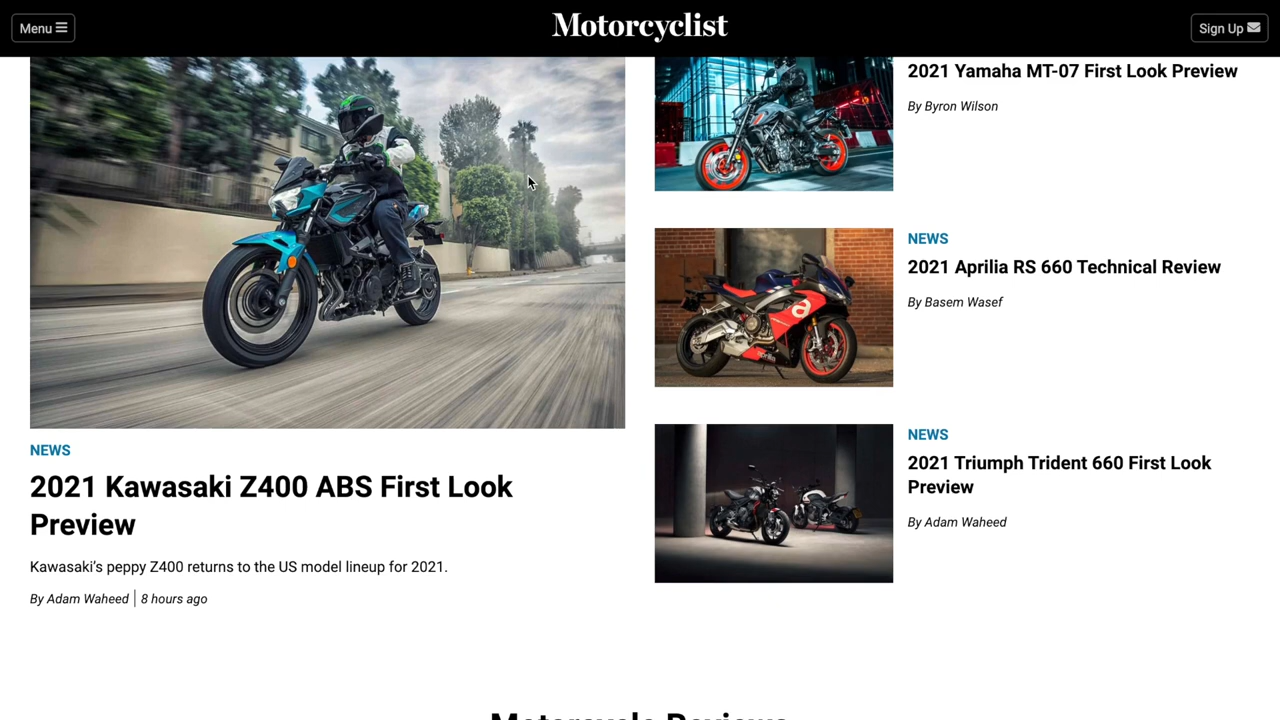 Menu
Motorcyclist
Sign Up
NEWS
2021 Kawasaki Z400 ABS First Look
Preview
Kawasaki’s peppy Z400 returns to the US model lineup for 2021.
By Adam Waheed | 8 hours ago
2021 Yamaha MT-07 First Look Preview
By Byron Wilson
NEWS
2021 Aprilia RS 660 Technical Review
By Basem Wasef
NEWS
2021 Triumph Trident 660 First Look
Preview
By Adam Waheed
Motorcycle Reviews